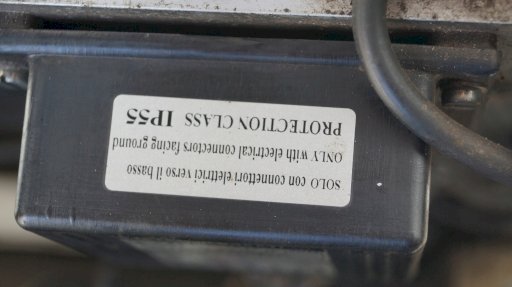 SOLO con connettori elettrici verso il basso
ONLY with electrical connectors facing ground
PROTECTION CLASS IP55